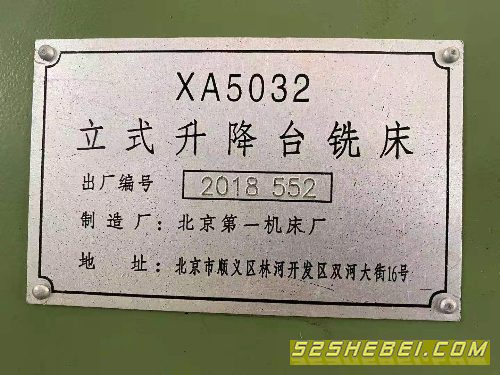 XA5032
立式升降台铣床
出厂编号 2018 552
制造厂：北京第一机床厂
地 址：北京市顺义区林河开发区双河大街16号
52SHEBEI.COM